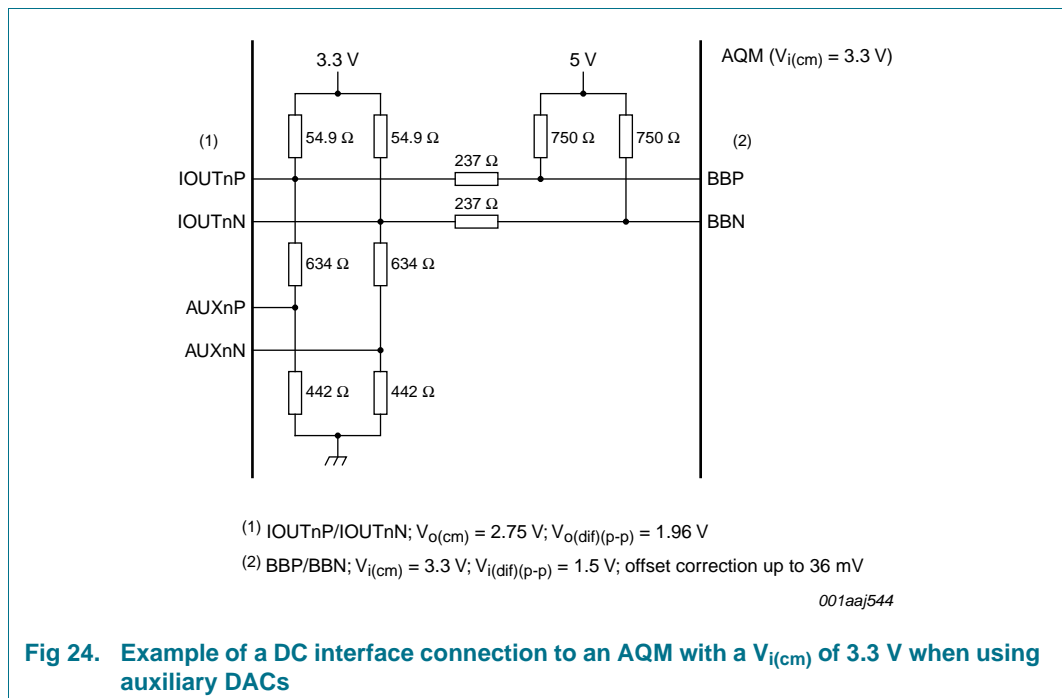 3.3 V
5 V
AQM (Vi(cm) = 3.3 V)
(1)
54.9 Ω
54.9 Ω
750 Ω
750 Ω
(2)
237 Ω
IOUTnP
BBP
237 Ω
IOUTnN
BBN
634 Ω
634 Ω
AUXnP
AUXnN
442 Ω
442 Ω
(1) IOUTnP/IOUTnN; Vo(cm) = 2.75 V; Vo(dif)(p-p) = 1.96 V
(2) BBP/BBN; Vi(cm) = 3.3 V; Vi(dif)(p-p) = 1.5 V; offset correction up to 36 mV
001aaj544
Fig 24. Example of a DC interface connection to an AQM with a Vi(cm) of 3.3 V when using
auxiliary DACs